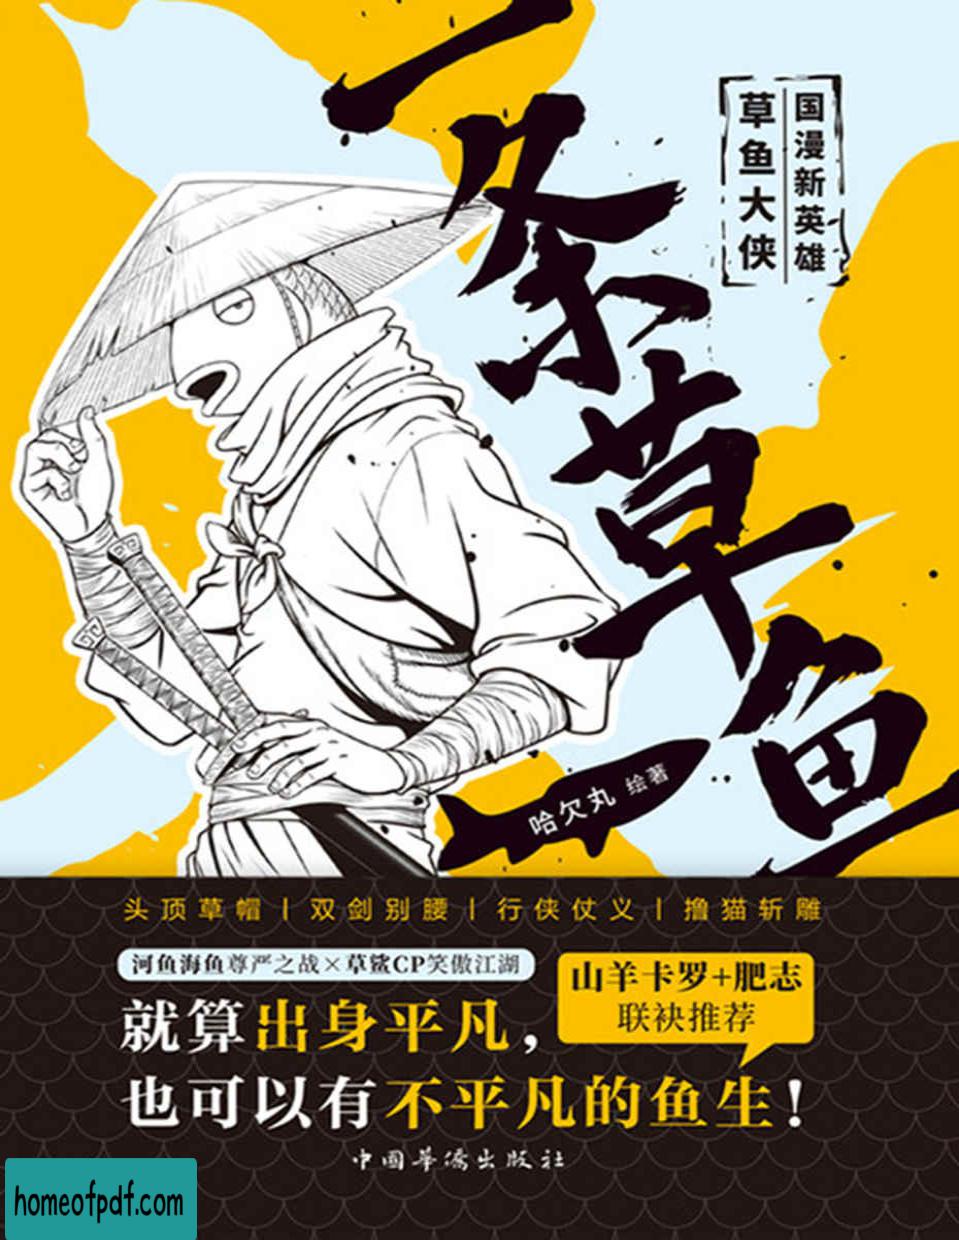 一条草鱼
国漫新英雄
草鱼大侠
哈欠丸 绘著
头顶草帽丨双剑别腰丨行侠仗义丨撸猫斩雕
河鱼海鱼尊严之战×草鲨CP笑傲江湖
山羊卡罗+肥志
联袂推荐
就算出身平凡，
也可以有不平凡的鱼生！
中国华侨出版社
homeofpdf.com